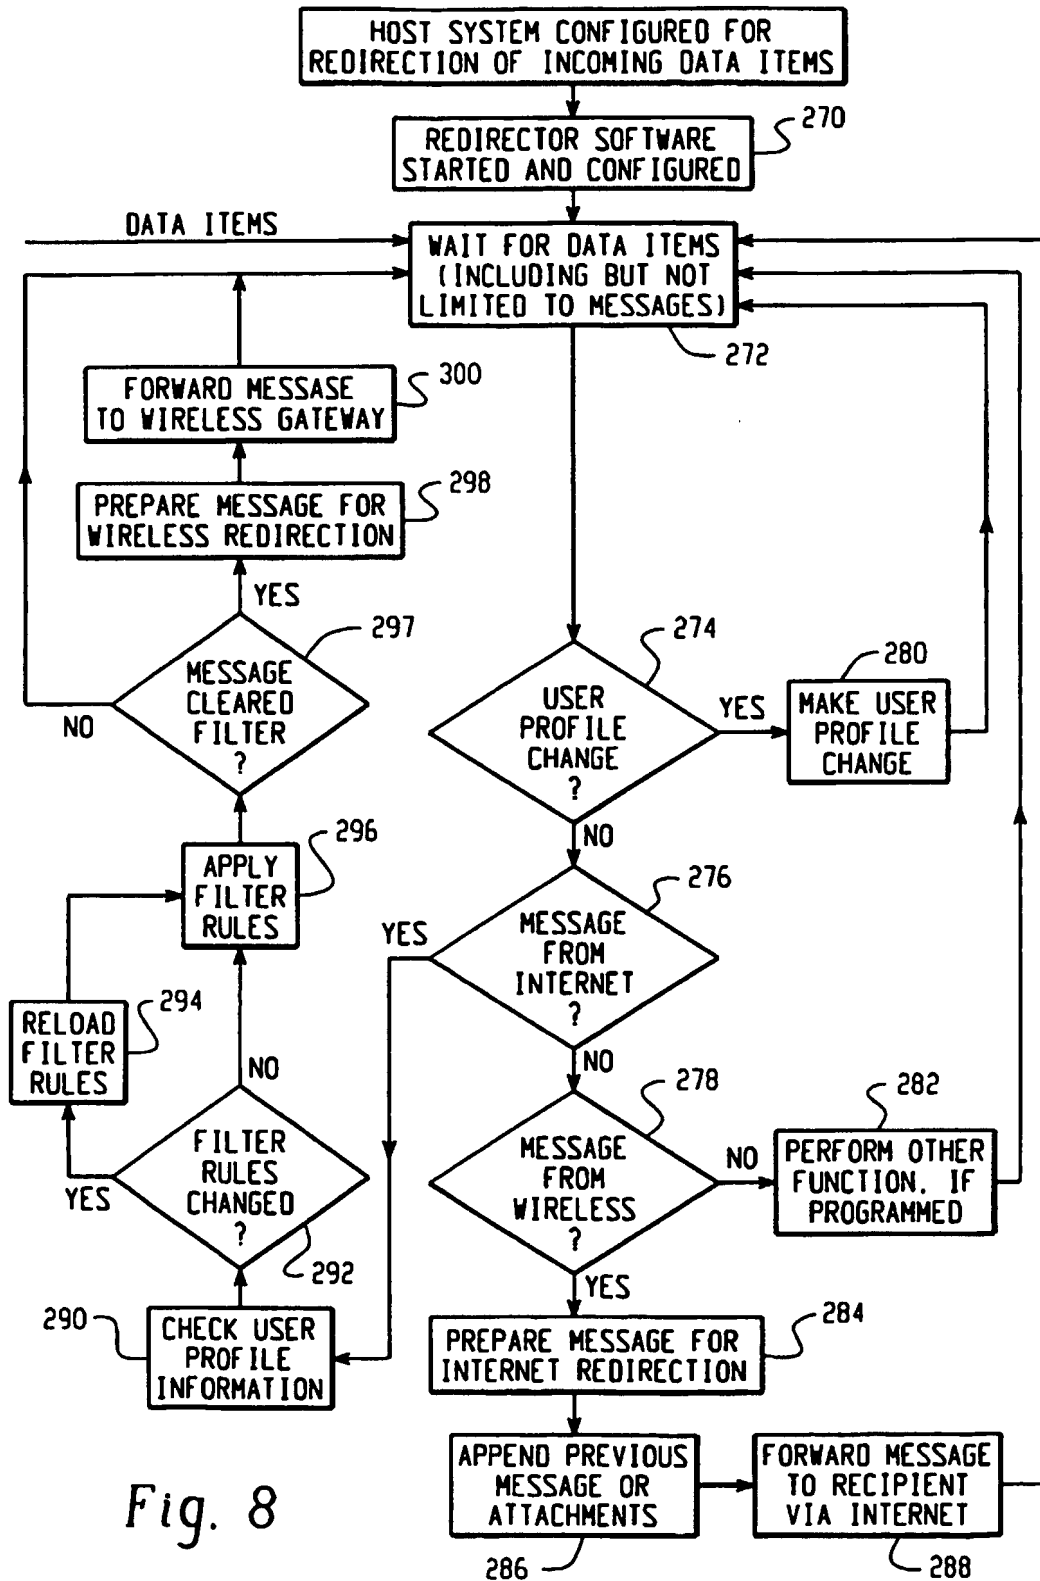 HOST SYSTEM CONFIGURED FOR
REDIRECTION OF INCOMING DATA ITEMS
270
REDIRECTOR SOFTWARE
STARTED AND CONFIGURED
DATA ITEMS
WAIT FOR DATA ITEMS
(INCLUDING BUT NOT
LIMITED TO MESSAGES)
272
300
FORWARD MESSASE
TO WIRELESS GATEWAY
298
PREPARE MESSAGE FOR
WIRELESS REDIRECTION
YES
297
MESSAGE
CLEARED
FILTER
?
NO
274
USER
PROFILE
CHANGE
?
YES
280
MAKE USER
PROFILE
CHANGE
NO
296
APPLY
FILTER
RULES
276
MESSAGE
FROM
INTERNET
?
YES
NO
294
RELOAD
FILTER
RULES
NO
FILTER
RULES
CHANGED
?
YES
292
278
MESSAGE
FROM
WIRELESS
?
NO
282
PERFORM OTHER
FUNCTION, IF
PROGRAMMED
YES
290
CHECK USER
PROFILE
INFORMATION
284
PREPARE MESSAGE FOR
INTERNET REDIRECTION
APPEND PREVIOUS
MESSAGE OR
ATTACHMENTS
286
FORWARD MESSAGE
TO RECIPIENT
VIA INTERNET
288
Fig. 8